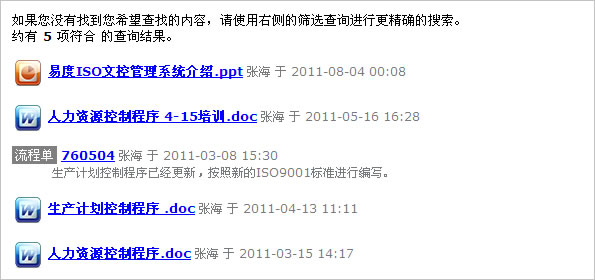 如果您没有找到您希望查找的内容，请使用右侧的筛选查询进行更精确的搜索。
约有 5 项符合 的查询结果。
易度ISO文控管理系统介绍.ppt 张海 于 2011-08-04 00:08
人力资源控制程序 4-15培训.doc 张海 于 2011-05-16 16:28
流程单 760504 张海 于 2011-03-08 15:30
生产计划控制程序已经更新，按照新的ISO9001标准进行编写。
生产计划控制程序 .doc 张海 于 2011-04-13 11:11
人力资源控制程序.doc 张海 于 2011-03-15 14:17